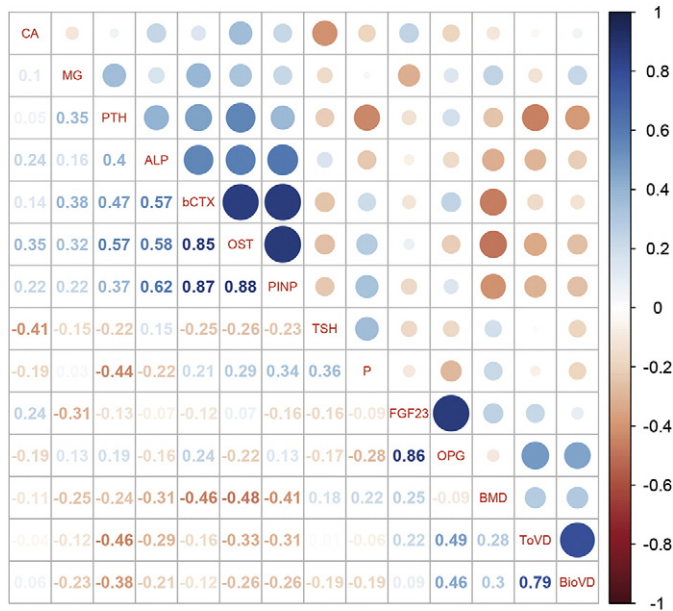 CA
0.1 MG
0.05 0.35 PTH
0.24 0.16 0.4 ALP
0.14 0.38 0.47 0.57 bCTX
0.35 0.32 0.57 0.58 0.85 OST
0.22 0.22 0.37 0.62 0.87 0.88 PINP
-0.41 -0.15 -0.22 0.15 -0.25 -0.26 -0.23 TSH
-0.19 0.03 -0.44 -0.22 0.21 0.29 0.34 0.36 P
0.24 -0.31 -0.13 -0.07 -0.12 0.07 -0.16 -0.16 -0.09 FGF23
-0.19 0.13 0.19 -0.16 0.24 -0.22 0.13 -0.17 -0.28 0.86 OPG
-0.11 -0.25 -0.24 -0.31 -0.46 -0.48 -0.41 0.18 0.22 0.25 -0.09 BMD
-0.04 -0.12 -0.46 -0.29 -0.16 -0.33 -0.31 -0.06 0.22 0.49 0.28 ToVD
0.06 -0.23 -0.38 -0.21 -0.12 -0.26 -0.26 -0.19 -0.19 0.09 0.46 0.3 0.79 BioVD
1
0.8
0.6
0.4
0.2
0
-0.2
-0.4
-0.6
-0.8
-1